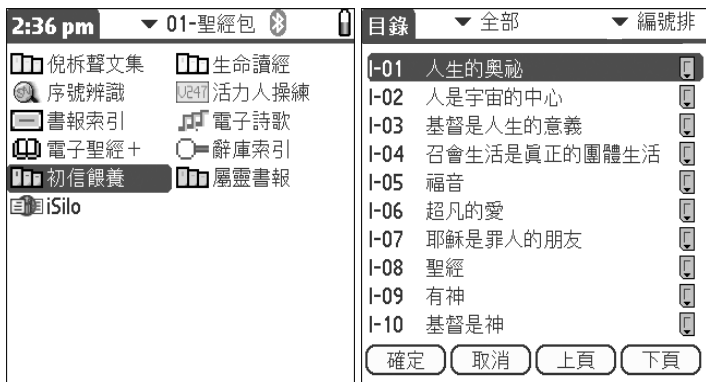 2:36 pm 01-聖經包
倪柝聲文集 生命讀經
序號辨識 U247 活力人操練
書報索引 電子詩歌
電子聖經+ 辭庫索引
初信餵養 屬靈書報
iSilo
目錄 全部 編號排
I-01 人生的奧祕
I-02 人是宇宙的中心
I-03 基督是人生的意義
I-04 召會生活是眞正的團體生活
I-05 福音
I-06 超凡的愛
I-07 耶穌是罪人的朋友
I-08 聖經
I-09 有神
I-10 基督是神
確定 取消 上頁 下頁